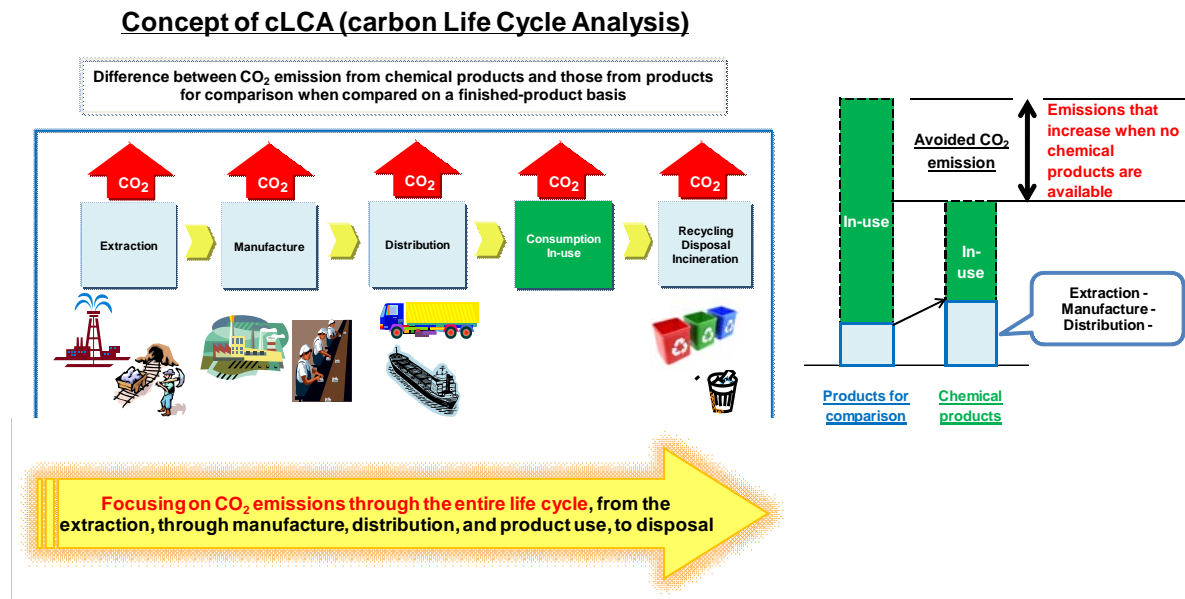 Concept of cLCA (carbon Life Cycle Analysis)
Difference between CO₂ emission from chemical products and those from products
for comparison when compared on a finished-product basis
CO₂
CO₂
CO₂
CO₂
CO₂
Extraction
Manufacture
Distribution
Consumption
In-use
Recycling
Disposal
Incineration
Focusing on CO₂ emissions through the entire life cycle, from the
extraction, through manufacture, distribution, and product use, to disposal
Avoided CO₂
emission
Emissions that
increase when no
chemical
products are
available
In-use
In-
use
Extraction -
Manufacture -
Distribution -
Products for
comparison
Chemical
products